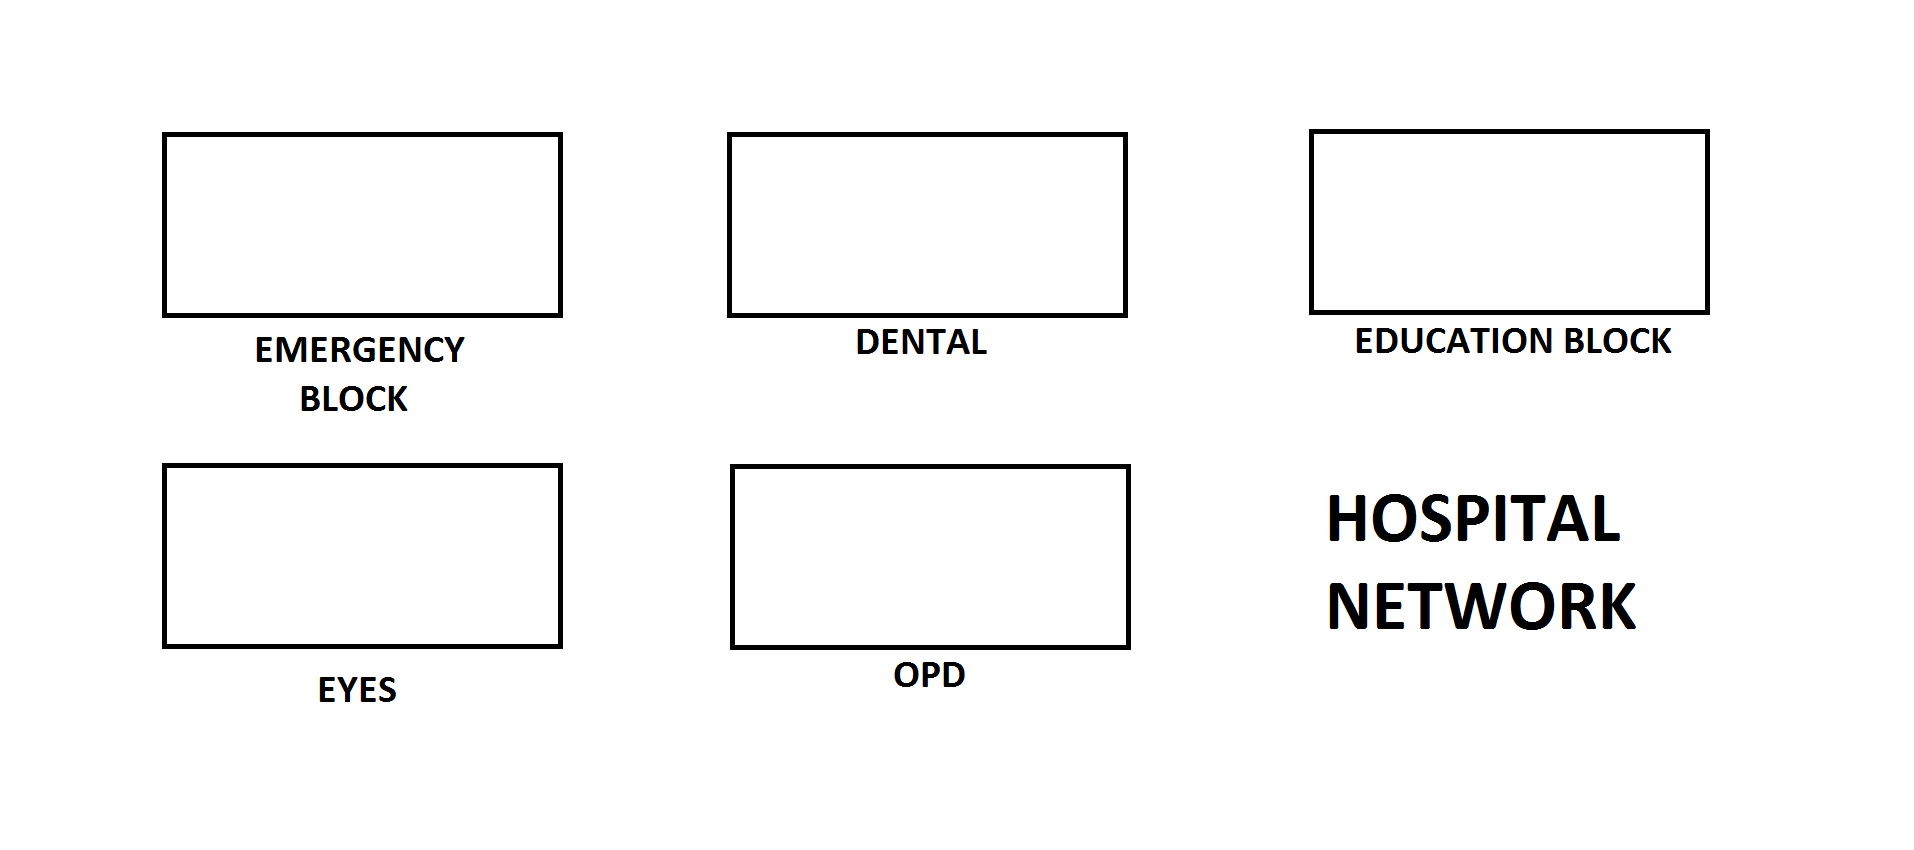 EMERGENCY
BLOCK
DENTAL
EDUCATION BLOCK
EYES
OPD
HOSPITAL
NETWORK